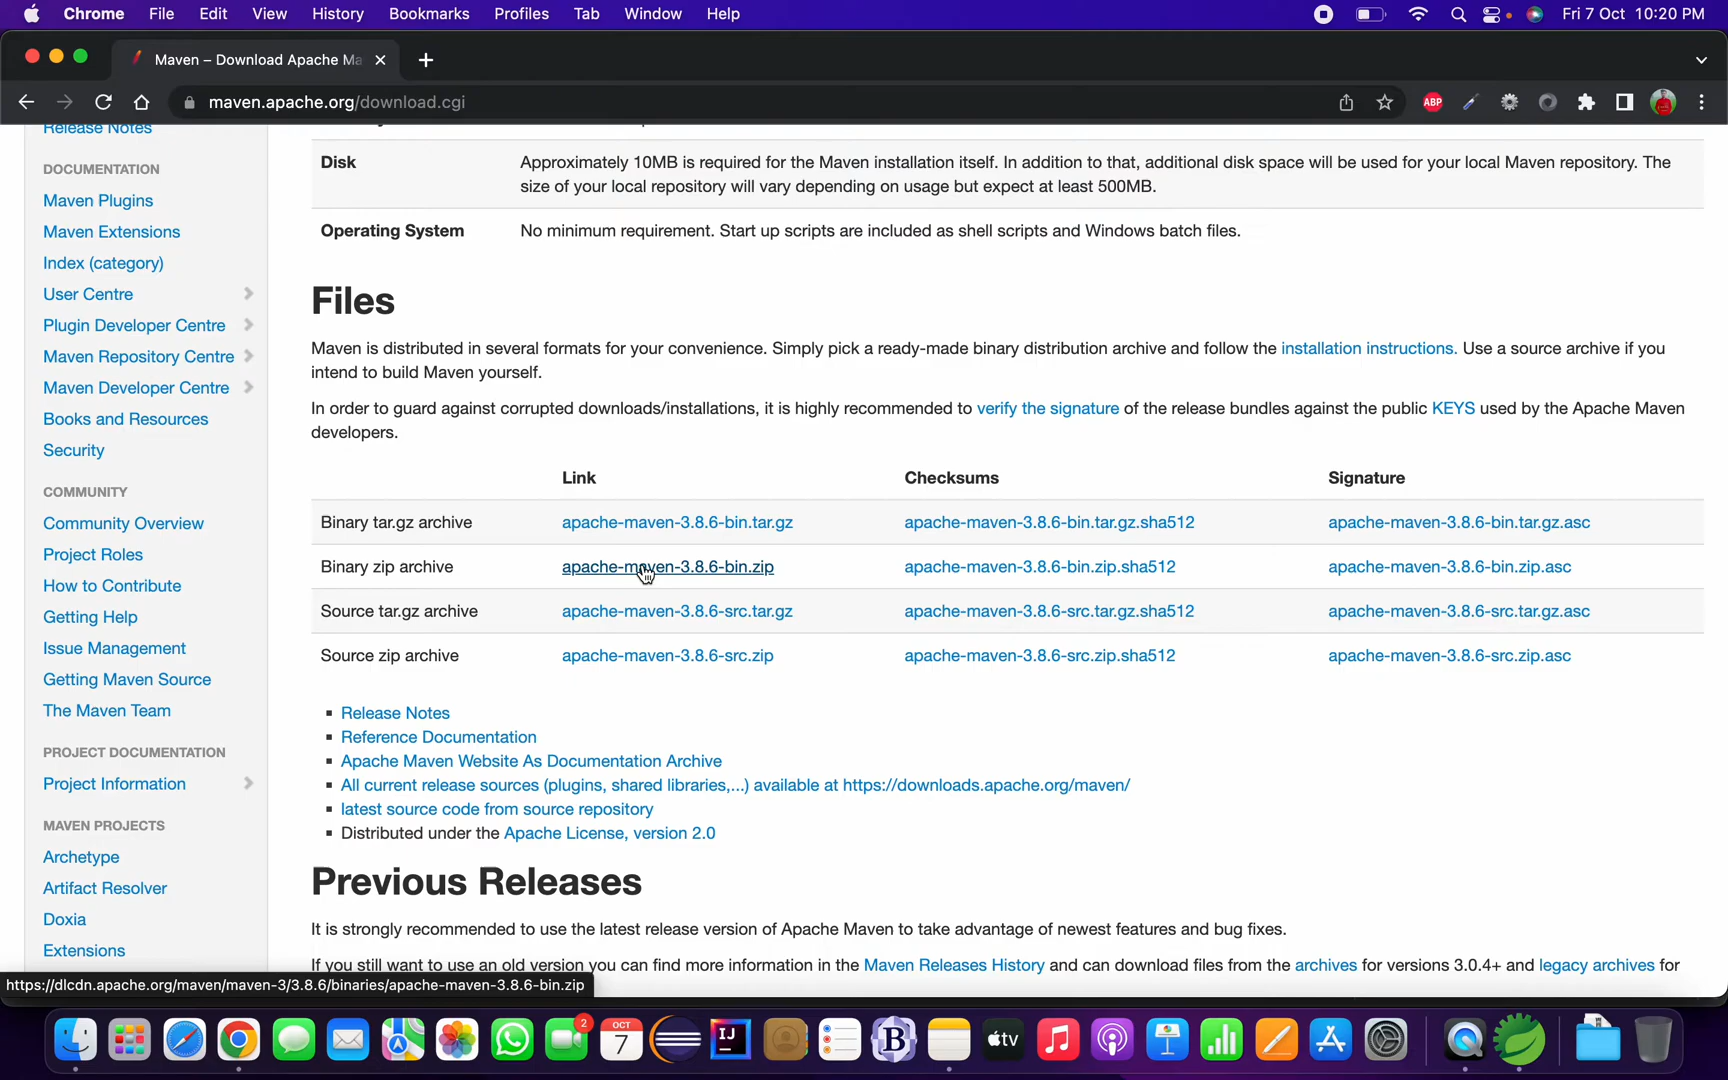 Chrome File Edit View History Bookmarks Profiles Tab Window Help Fri 7 Oct 10:20 PM
Maven – Download Apache Ma
maven.apache.org/download.cgi
ABP
Release Notes
DOCUMENTATION
Maven Plugins
Maven Extensions
Index (category)
User Centre
Plugin Developer Centre
Maven Repository Centre
Maven Developer Centre
Books and Resources
Security
COMMUNITY
Community Overview
Project Roles
How to Contribute
Getting Help
Issue Management
Getting Maven Source
The Maven Team
PROJECT DOCUMENTATION
Project Information
MAVEN PROJECTS
Archetype
Artifact Resolver
Doxia
Extensions
Disk Approximately 10MB is required for the Maven installation itself. In addition to that, additional disk space will be used for your local Maven repository. The
size of your local repository will vary depending on usage but expect at least 500MB.
Operating System No minimum requirement. Start up scripts are included as shell scripts and Windows batch files.
Files
Maven is distributed in several formats for your convenience. Simply pick a ready-made binary distribution archive and follow the installation instructions. Use a source archive if you
intend to build Maven yourself.
In order to guard against corrupted downloads/installations, it is highly recommended to verify the signature of the release bundles against the public KEYS used by the Apache Maven
developers.
Link Checksums Signature
Binary tar.gz archive apache-maven-3.8.6-bin.tar.gz apache-maven-3.8.6-bin.tar.gz.sha512 apache-maven-3.8.6-bin.tar.gz.asc
Binary zip archive apache-maven-3.8.6-bin.zip apache-maven-3.8.6-bin.zip.sha512 apache-maven-3.8.6-bin.zip.asc
Source tar.gz archive apache-maven-3.8.6-src.tar.gz apache-maven-3.8.6-src.tar.gz.sha512 apache-maven-3.8.6-src.tar.gz.asc
Source zip archive apache-maven-3.8.6-src.zip apache-maven-3.8.6-src.zip.sha512 apache-maven-3.8.6-src.zip.asc
Release Notes
Reference Documentation
Apache Maven Website As Documentation Archive
All current release sources (plugins, shared libraries,...) available at https://downloads.apache.org/maven/
latest source code from source repository
Distributed under the Apache License, version 2.0
Previous Releases
It is strongly recommended to use the latest release version of Apache Maven to take advantage of newest features and bug fixes.
If you still want to use an old version you can find more information in the Maven Releases History and can download files from the archives for versions 3.0.4+ and legacy archives for
https://dlcdn.apache.org/maven/maven-3/3.8.6/binaries/apache-maven-3.8.6-bin.zip
2
OCT
7
IJ
B
tv